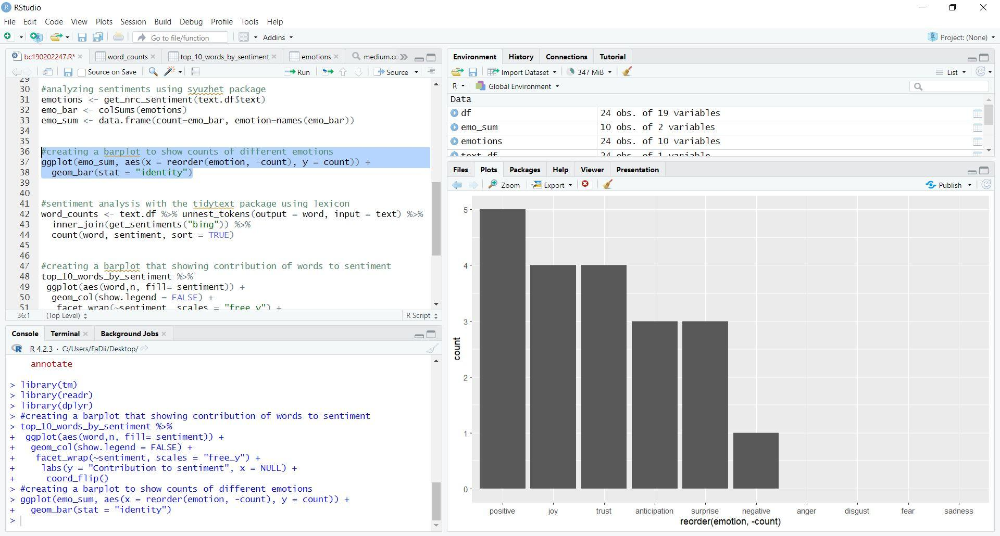 RStudio
File Edit Code View Plots Session Build Debug Profile Tools Help
Go to file/function Addins Project: (None)
bc190202247.R* word_counts top_10_words_by_sentiment emotions medium.co
Source on Save Run Source
29
30 #analyzing sentiments using syuzhet package
31 emotions <- get_nrc_sentiment(text.df$text)
32 emo_bar <- colSums(emotions)
33 emo_sum <- data.frame(count=emo_bar, emotion=names(emo_bar))
34
35
36 #creating a barplot to show counts of different emotions
37 ggplot(emo_sum, aes(x = reorder(emotion, -count), y = count)) +
38 geom_bar(stat = "identity")
39
40
41 #sentiment analysis with the tidytext package using lexicon
42 word_counts <- text.df %>% unnest_tokens(output = word, input = text) %>%
43 inner_join(get_sentiments("bing")) %>%
44 count(word, sentiment, sort = TRUE)
45
46
47 #creating a barplot that showing contribution of words to sentiment
48 top_10_words_by_sentiment %>%
49 ggplot(aes(word,n, fill= sentiment)) +
50 geom_col(show.legend = FALSE) +
51 facet_wrap(~sentiment, scales = "free_y") +
36:1 (Top Level) R Script
Console Terminal Background Jobs
R R 4.2.3 · C:/Users/FaDii/Desktop/
annotate
> library(tm)
> library(readr)
> library(dplyr)
> #creating a barplot that showing contribution of words to sentiment
> top_10_words_by_sentiment %>%
+ ggplot(aes(word,n, fill= sentiment)) +
+ geom_col(show.legend = FALSE) +
+ facet_wrap(~sentiment, scales = "free_y") +
+ labs(y = "Contribution to sentiment", x = NULL) +
+ coord_flip()
> #creating a barplot to show counts of different emotions
> ggplot(emo_sum, aes(x = reorder(emotion, -count), y = count)) +
+ geom_bar(stat = "identity")
>
Environment History Connections Tutorial
Import Dataset 347 MiB List
R Global Environment
Data
df 24 obs. of 19 variables
emo_sum 10 obs. of 2 variables
emotions 24 obs. of 10 variables
text.df 24 obs. of 1 variable
Files Plots Packages Help Viewer Presentation
Zoom Export Publish
5
4
3
2
1
0
count
positive joy trust anticipation surprise negative anger disgust fear sadness
reorder(emotion, -count)